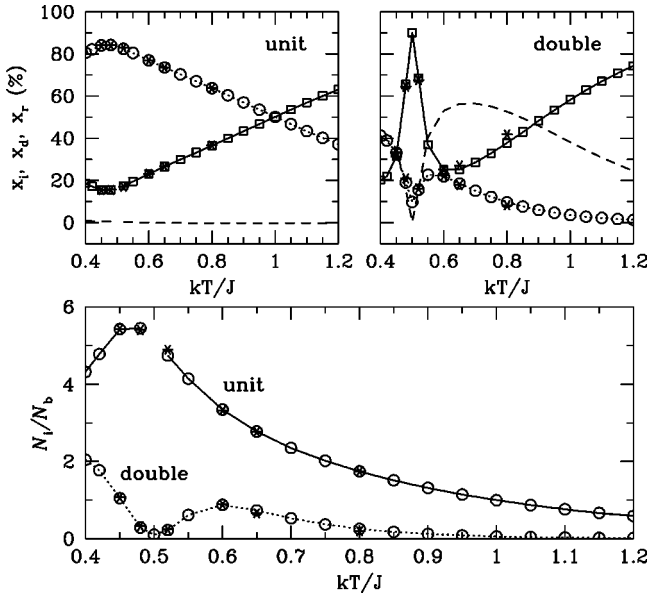 x_i, x_d, x_r (%)
100
80
60
40
20
0
unit
0.4 0.6 0.8 1 1.2
kT/J
double
0.4 0.6 0.8 1 1.2
kT/J
N_i/N_b
6
4
2
0
unit
double
0.4 0.5 0.6 0.7 0.8 0.9 1 1.1 1.2
kT/J